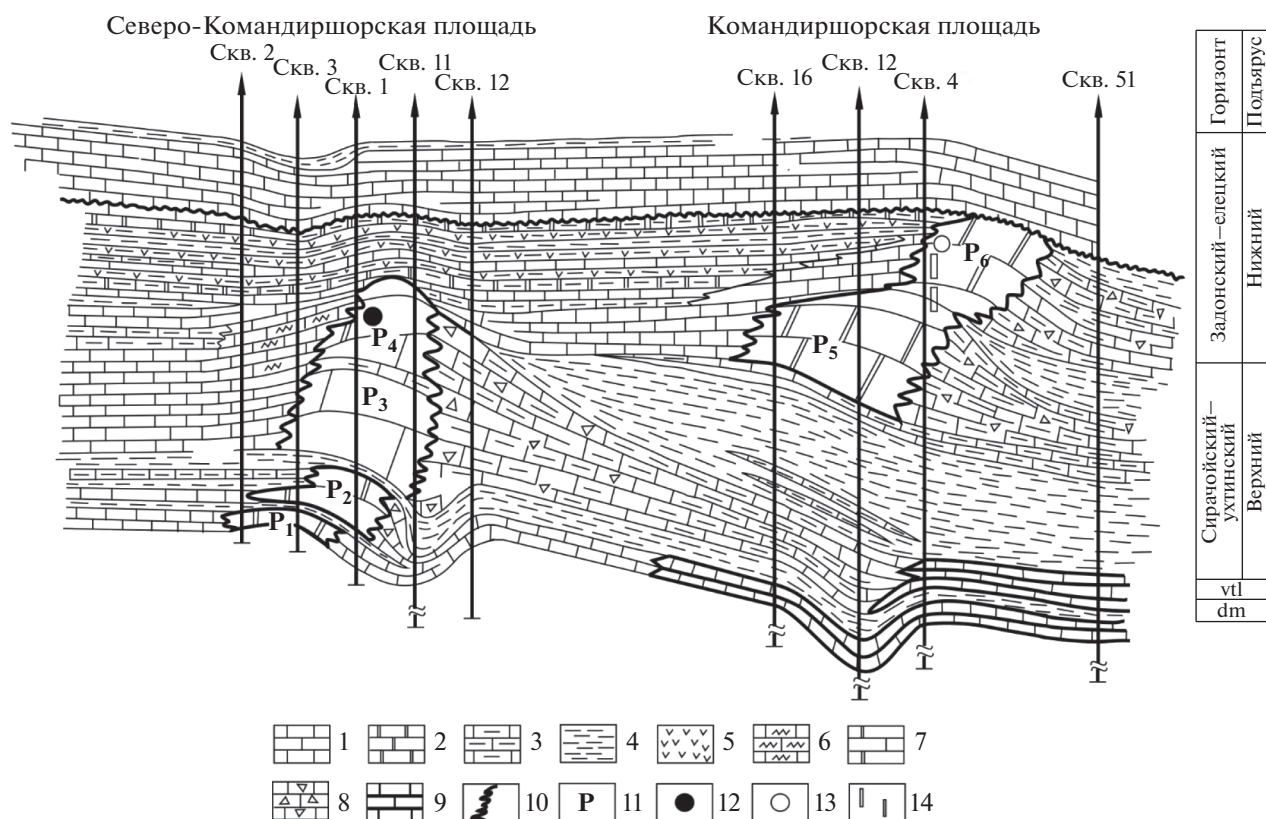 Северо-Командиршорская площадь
Командиршорская площадь
Скв. 2
Скв. 3
Скв. 1
Скв. 11
Скв. 12
Скв. 16
Скв. 12
Скв. 4
Скв. 51
Горизонт
Подъярус
Задонский–елецкий
Нижний
Сирачойский–
ухтинский
Верхний
vtl
dm
P6
P5
P4
P3
P2
P1
1
2
3
4
5
6
7
8
9
10
P
11
12
13
14